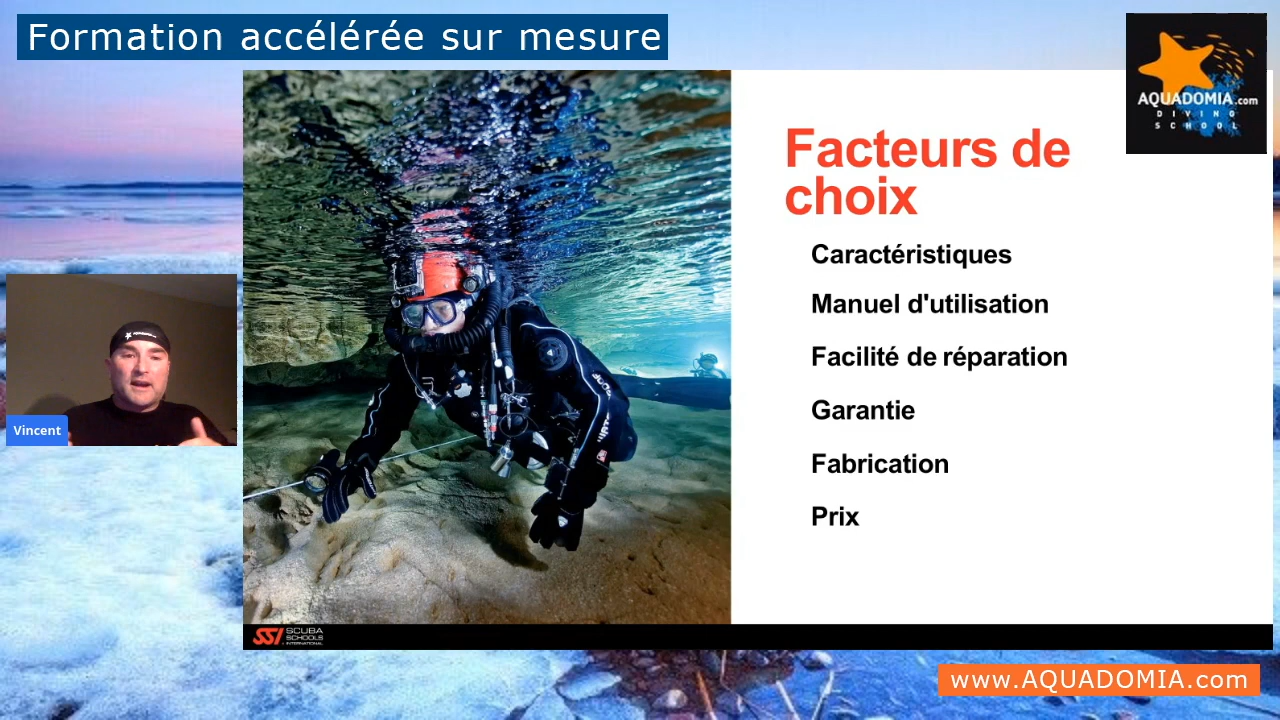 Formation accélérée sur mesure
AQUADOMIA.com
DIVING
SCHOOL
Facteurs de
choix
Caractéristiques
Manuel d'utilisation
Facilité de réparation
Garantie
Fabrication
Prix
Vincent
SSI SCUBA
SCHOOLS
INTERNATIONAL
www.AQUADOMIA.com